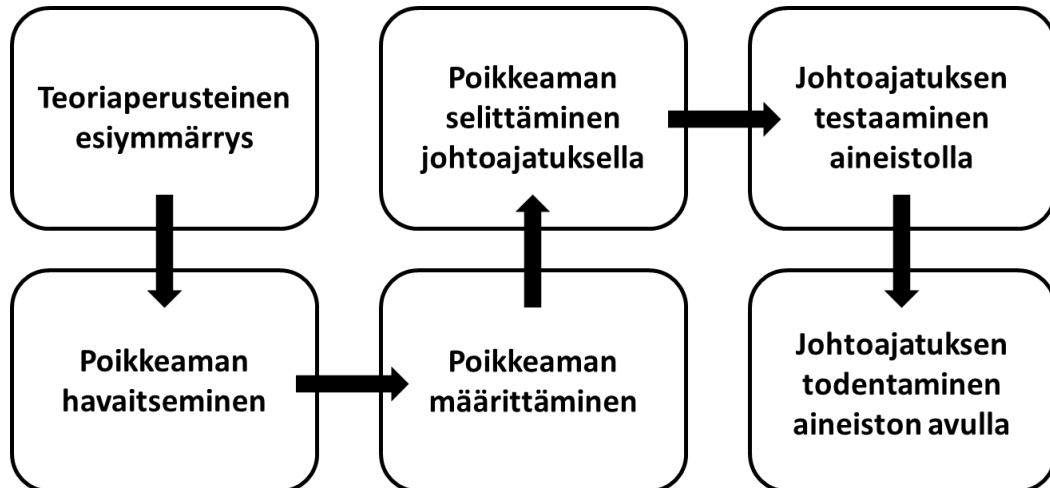 Teoriaperusteinen
esiymmärrys
Poikkeaman
havaitseminen
Poikkeaman
määrittäminen
Poikkeaman
selittäminen
johtoajatuksella
Johtoajatuksen
testaaminen
aineistolla
Johtoajatuksen
todentaminen
aineiston avulla